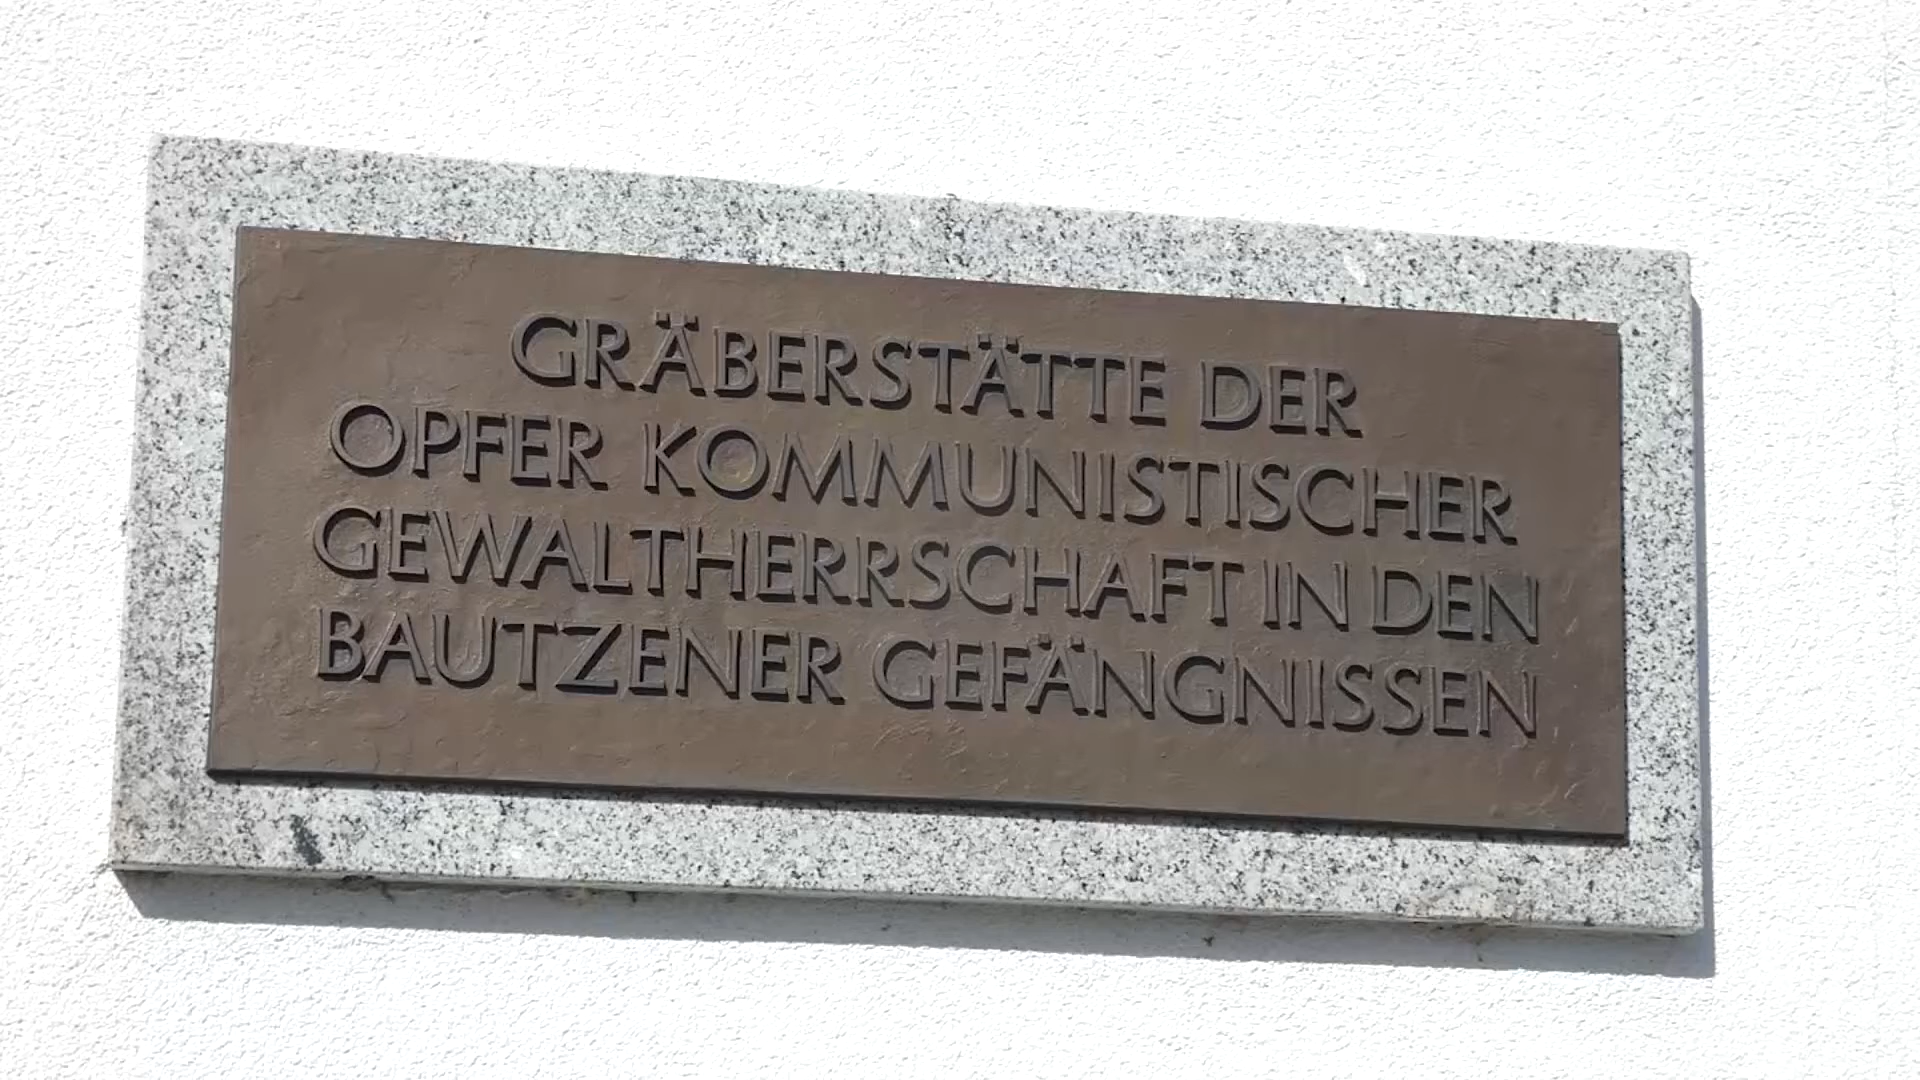 GRÄBERSTÄTTE DER
OPFER KOMMUNISTISCHER
GEWALTHERRSCHAFT IN DEN
BAUTZENER GEFÄNGNISSEN